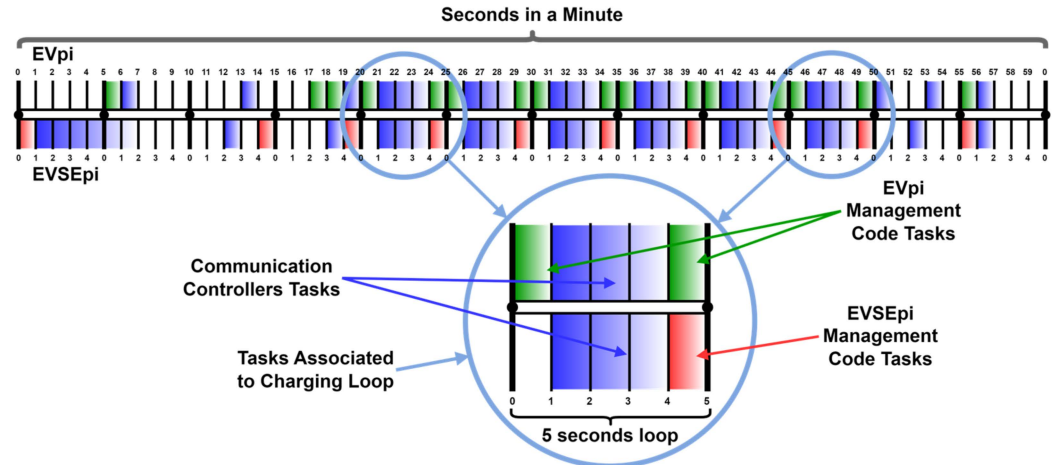 Seconds in a Minute
EVpi
0 1 2 3 4 5 6 7 8 9 10 11 12 13 14 15 16 17 18 19 20 21 22 23 24 25 26 27 28 29 30 31 32 33 34 35 36 37 38 39 40 41 42 43 44 45 46 47 48 49 50 51 52 53 54 55 56 57 58 59 0
0 1 2 3 4 0 1 2 3 4 0 1 2 3 4 0 1 2 3 4 0 1 2 3 4 0 1 2 3 4 0 1 2 3 4 0 1 2 3 4 0 1 2 3 4 0 1 2 3 4 0 1 2 3 4 0 1 2 3 4 0
EVSEpi
EVpi
Management
Code Tasks
Communication
Controllers Tasks
EVSEpi
Management
Code Tasks
Tasks Associated
to Charging Loop
0 1 2 3 4 5
5 seconds loop